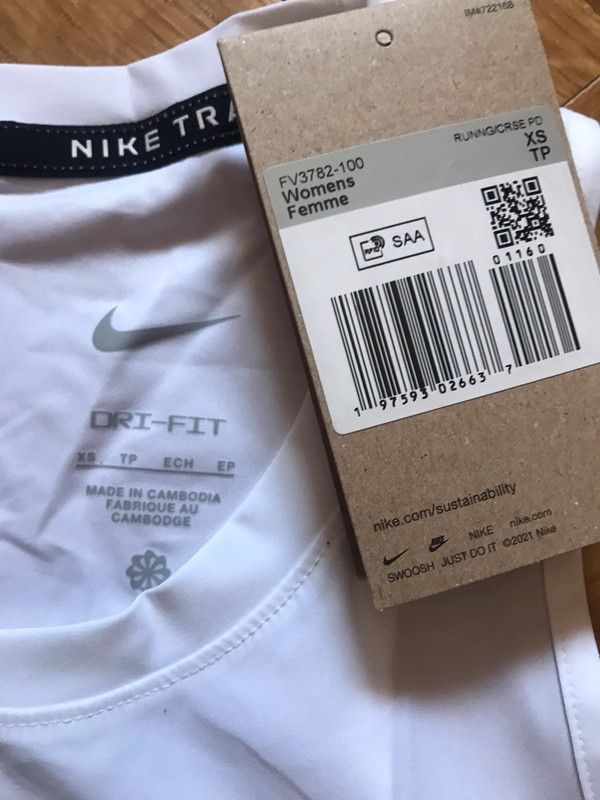 IM#722168
NIKE TRA
RUNNG/CRSE PD
XS
TP
FV3782-100
Womens
Femme
SAA
01160
1 97593 02663 7
DRI-FIT
XS TP ECH EP
MADE IN CAMBODIA
FABRIQUE AU
CAMBODGE
nike.com/sustainability
NIKE nike.com
SWOOSH JUST DO IT ©2021 Nike